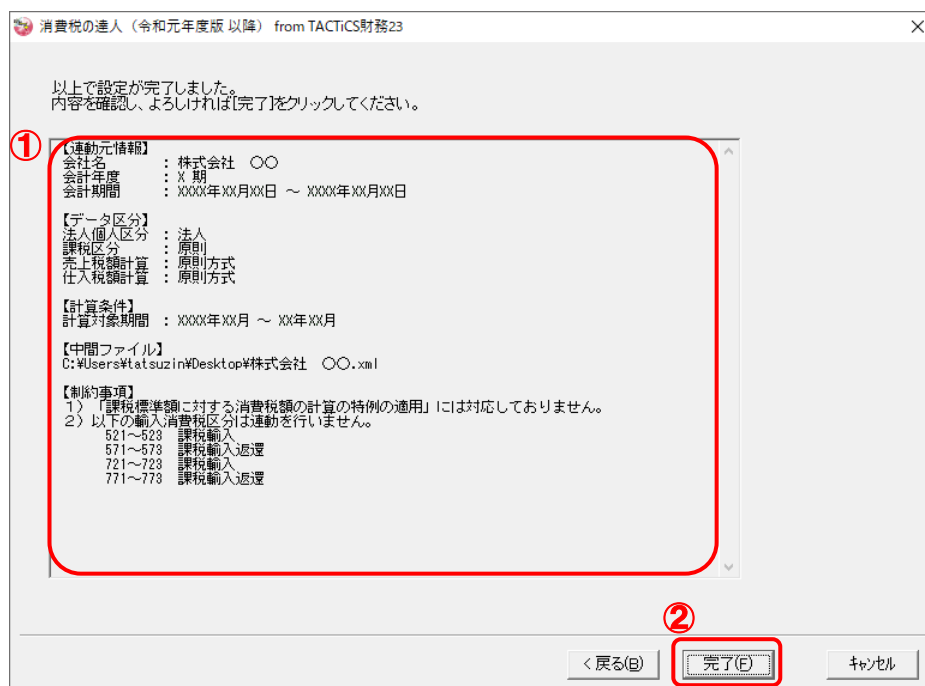 消費税の達人（令和元年度版 以降） from TACTiCS財務23
以上で設定が完了しました。
内容を確認し、よろしければ[完了]をクリックしてください。
①
【連動元情報】
会社名　　　：株式会社　○○
会計年度　　：X 期
会計期間　　：XXXX年XX月XX日 ～ XXXX年XX月XX日
【データ区分】
法人個人区分：法人
課税区分　　：原則
売上税額計算：原則方式
仕入税額計算：原則方式
【計算条件】
計算対象期間：XXXX年XX月 ～ XX年XX月
【中間ファイル】
C:¥Users¥tatsuzin¥Desktop¥株式会社　○○.xml
【制約事項】
１）「課税標準額に対する消費税額の計算の特例の適用」には対応しておりません。
２）以下の輸入消費税区分は連動を行いません。
521～523　課税輸入
571～573　課税輸入返還
721～723　課税輸入
771～773　課税輸入返還
②
< 戻る(B)　完了(F)　キャンセル